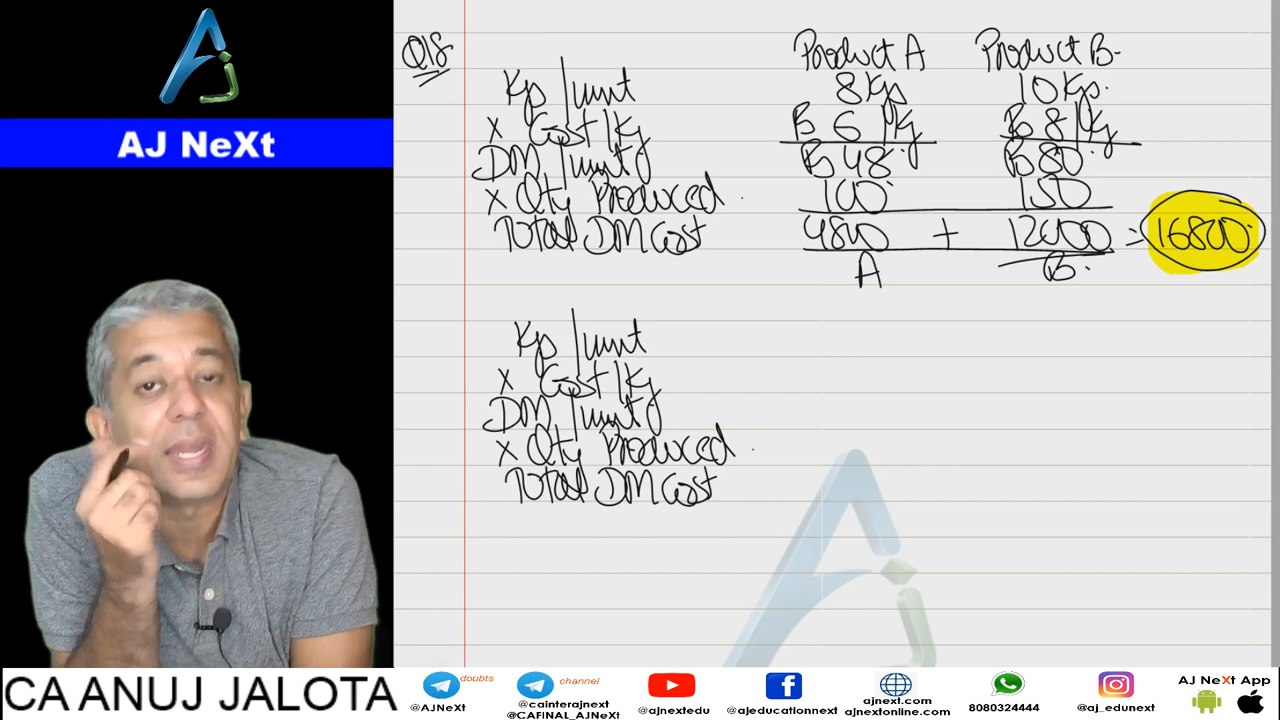 AJ NeXt
Q18
Product A Product B
Kg / unit 8 Kgs 10 Kgs.
x Cost / Kg ₨ 6 / Kg ₨ 8 / Kg
DM / unit ₨ 48 ₨ 80
x Qty Produced 100 150
Total DM Cost 4800 + 12000 = 16800
A B
Kg / unit
x Cost / Kg
DM / unit
x Qty Produced
Total DM Cost
CA ANUJ JALOTA
doubts
@AJNeXt
channel
@cainterajnext
@CAFINAL_AJNeXt
@ajnextedu
@ajeducationnext
ajnext.com
ajnextonline.com
8080324444
@aj_edunext
AJ NeXt App